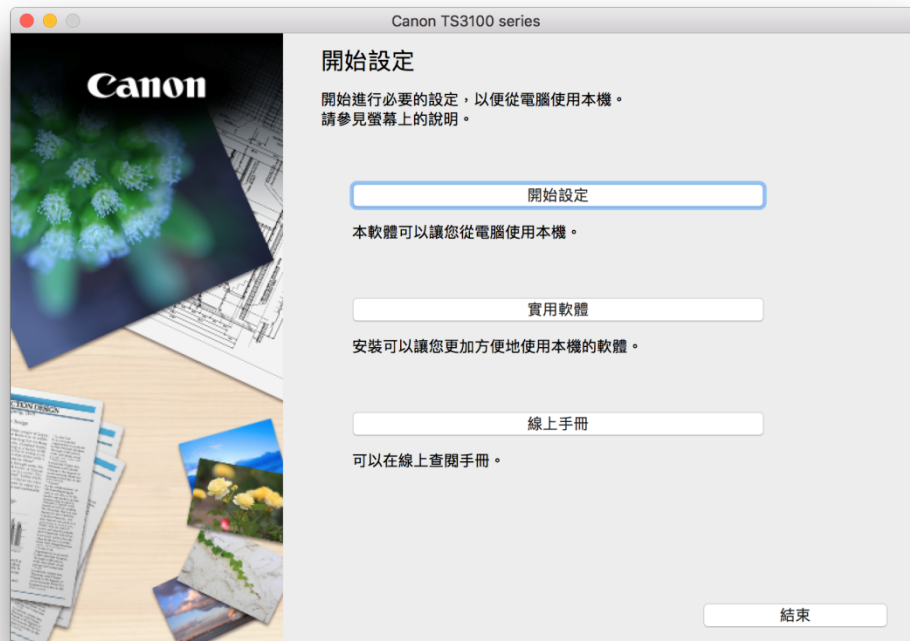 Canon TS3100 series
Canon
開始設定
開始進行必要的設定，以便從電腦使用本機。
請參見螢幕上的說明。
開始設定
本軟體可以讓您從電腦使用本機。
實用軟體
安裝可以讓您更加方便地使用本機的軟體。
線上手冊
可以在線上查閱手冊。
CTION DESIGN
結束